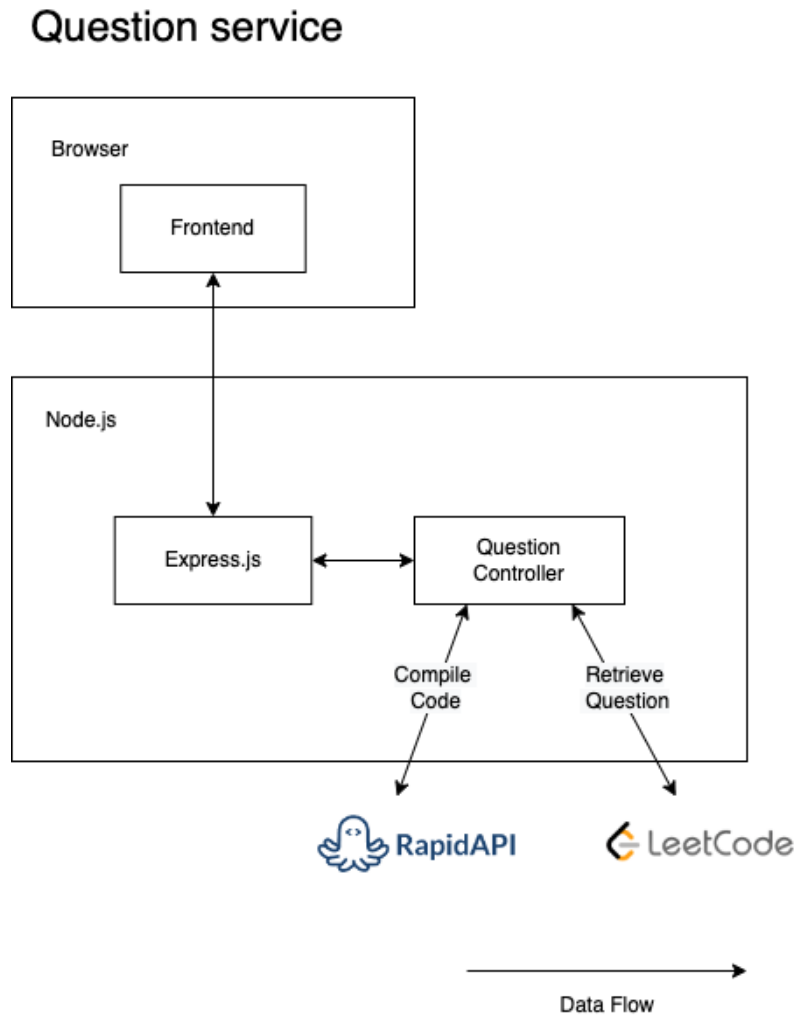 Question service
Browser
Frontend
Node.js
Express.js
Question
Controller
Compile
Code
Retrieve
Question
RapidAPI
LeetCode
Data Flow